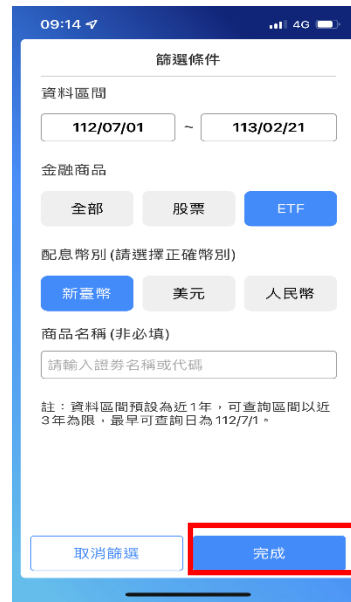 09:14
4G
篩選條件
資料區間
112/07/01 ~ 113/02/21
金融商品
全部 股票 ETF
配息幣別(請選擇正確幣別)
新臺幣 美元 人民幣
商品名稱(非必填)
請輸入證券名稱或代碼
註：資料區間預設為近1年，可查詢區間以近
3年為限，最早可查詢日為112/7/1。
取消篩選 完成